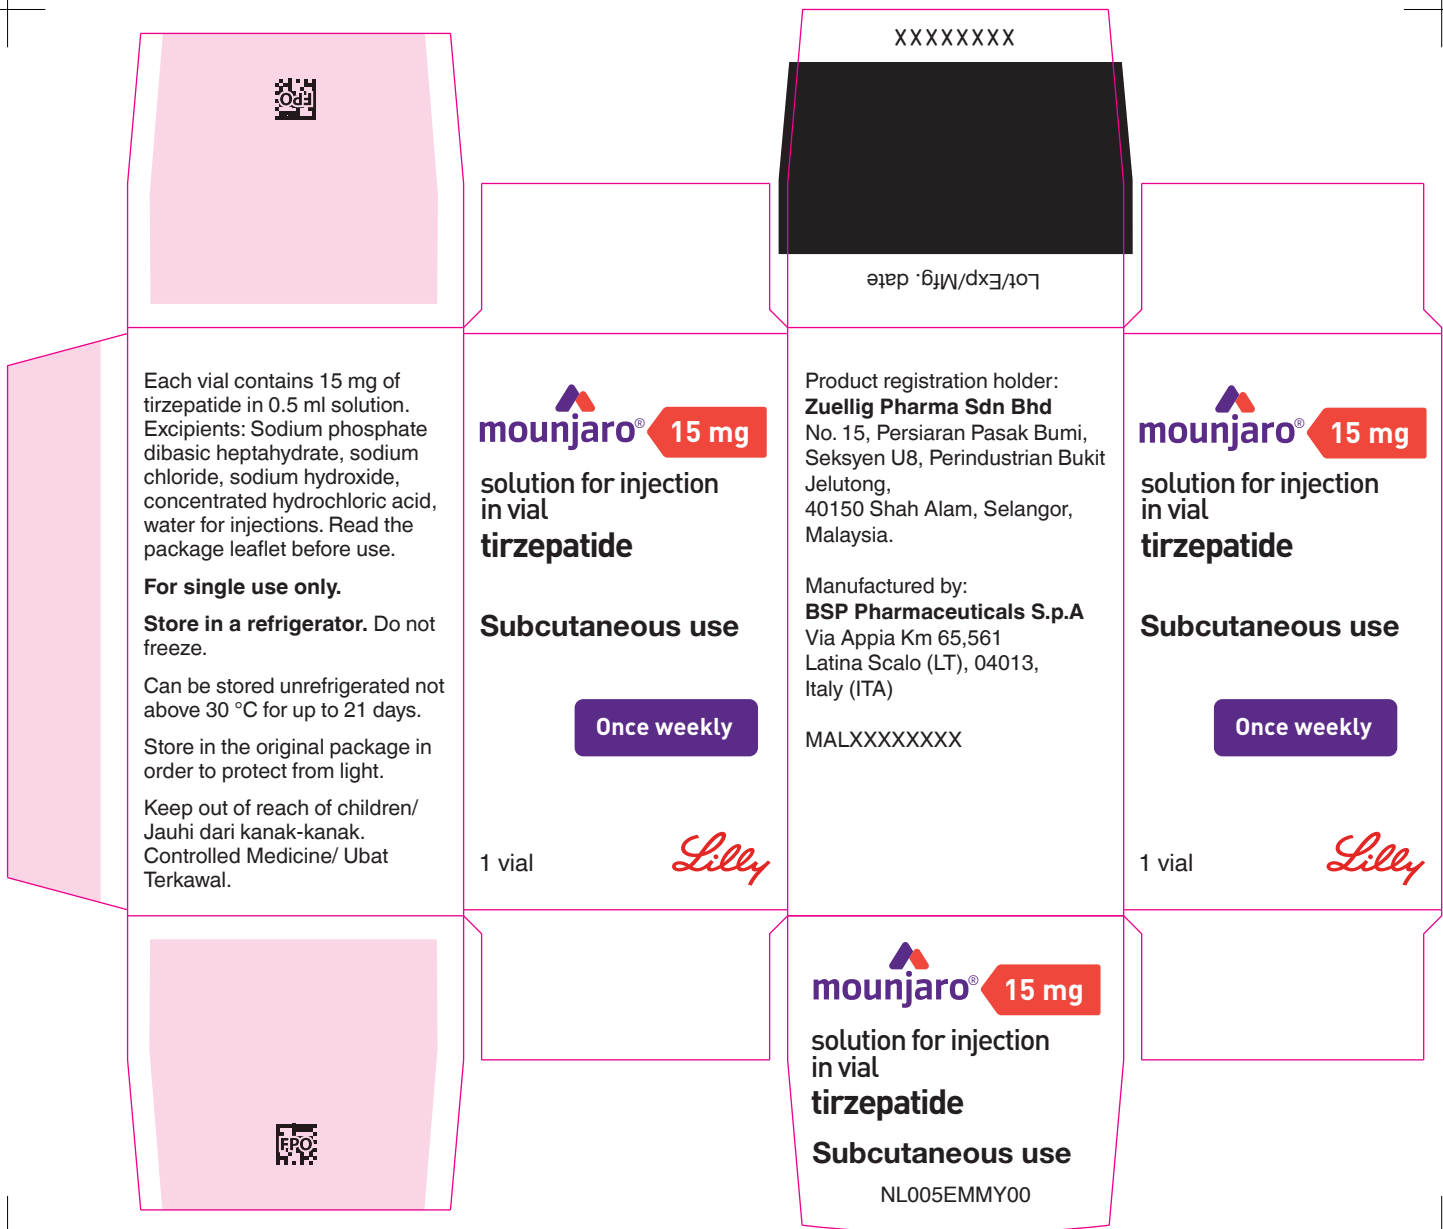 XXXXXXXX
FPO
Lot/Exp/Mfg. date
Each vial contains 15 mg of
tirzepatide in 0.5 ml solution.
Excipients: Sodium phosphate
dibasic heptahydrate, sodium
chloride, sodium hydroxide,
concentrated hydrochloric acid,
water for injections. Read the
package leaflet before use.
For single use only.
Store in a refrigerator. Do not
freeze.
Can be stored unrefrigerated not
above 30 °C for up to 21 days.
Store in the original package in
order to protect from light.
Keep out of reach of children/
Jauhi dari kanak-kanak.
Controlled Medicine/ Ubat
Terkawal.
mounjaro® 15 mg
solution for injection
in vial
tirzepatide
Subcutaneous use
Once weekly
1 vial
Lilly
Product registration holder:
Zuellig Pharma Sdn Bhd
No. 15, Persiaran Pasak Bumi,
Seksyen U8, Perindustrian Bukit
Jelutong,
40150 Shah Alam, Selangor,
Malaysia.
Manufactured by:
BSP Pharmaceuticals S.p.A
Via Appia Km 65,561
Latina Scalo (LT), 04013,
Italy (ITA)
MALXXXXXXXX
mounjaro® 15 mg
solution for injection
in vial
tirzepatide
Subcutaneous use
Once weekly
1 vial
Lilly
FPO
mounjaro® 15 mg
solution for injection
in vial
tirzepatide
Subcutaneous use
NL005EMMY00